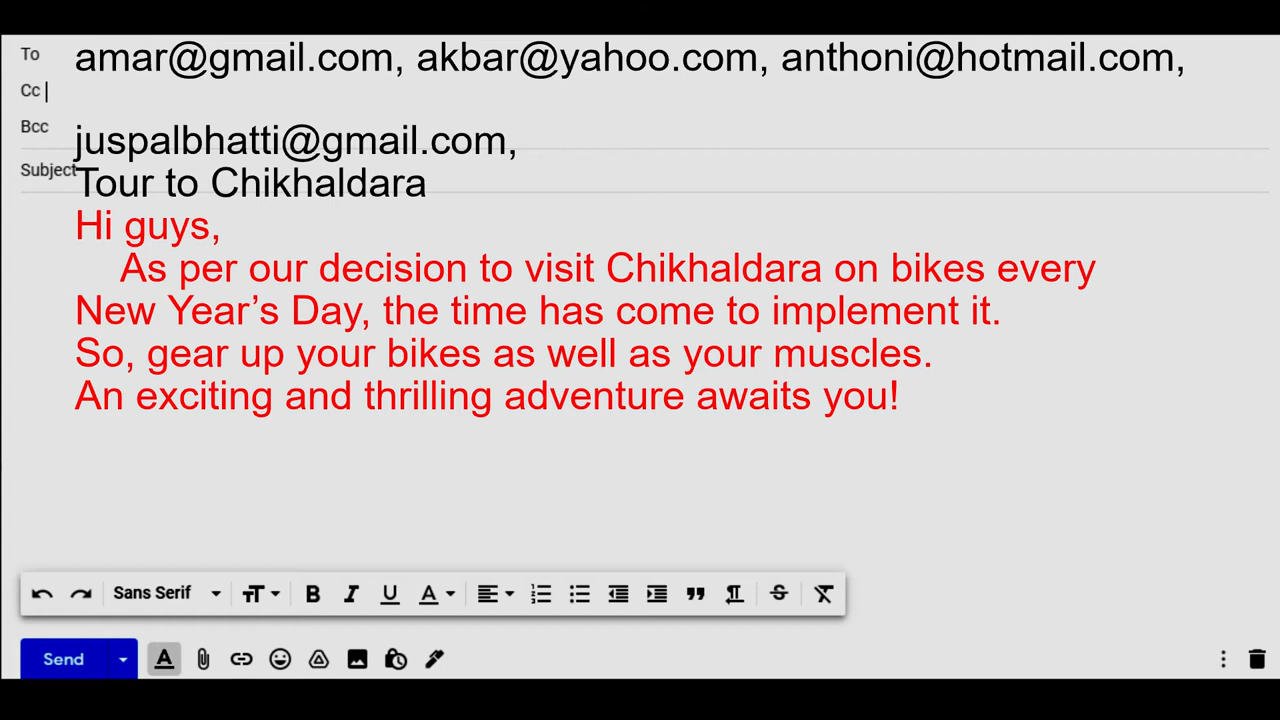 To amar@gmail.com, akbar@yahoo.com, anthoni@hotmail.com,
Cc
Bcc juspalbhatti@gmail.com,
Subject Tour to Chikhaldara
Hi guys,
As per our decision to visit Chikhaldara on bikes every
New Year’s Day, the time has come to implement it.
So, gear up your bikes as well as your muscles.
An exciting and thrilling adventure awaits you!
Sans Serif
Send